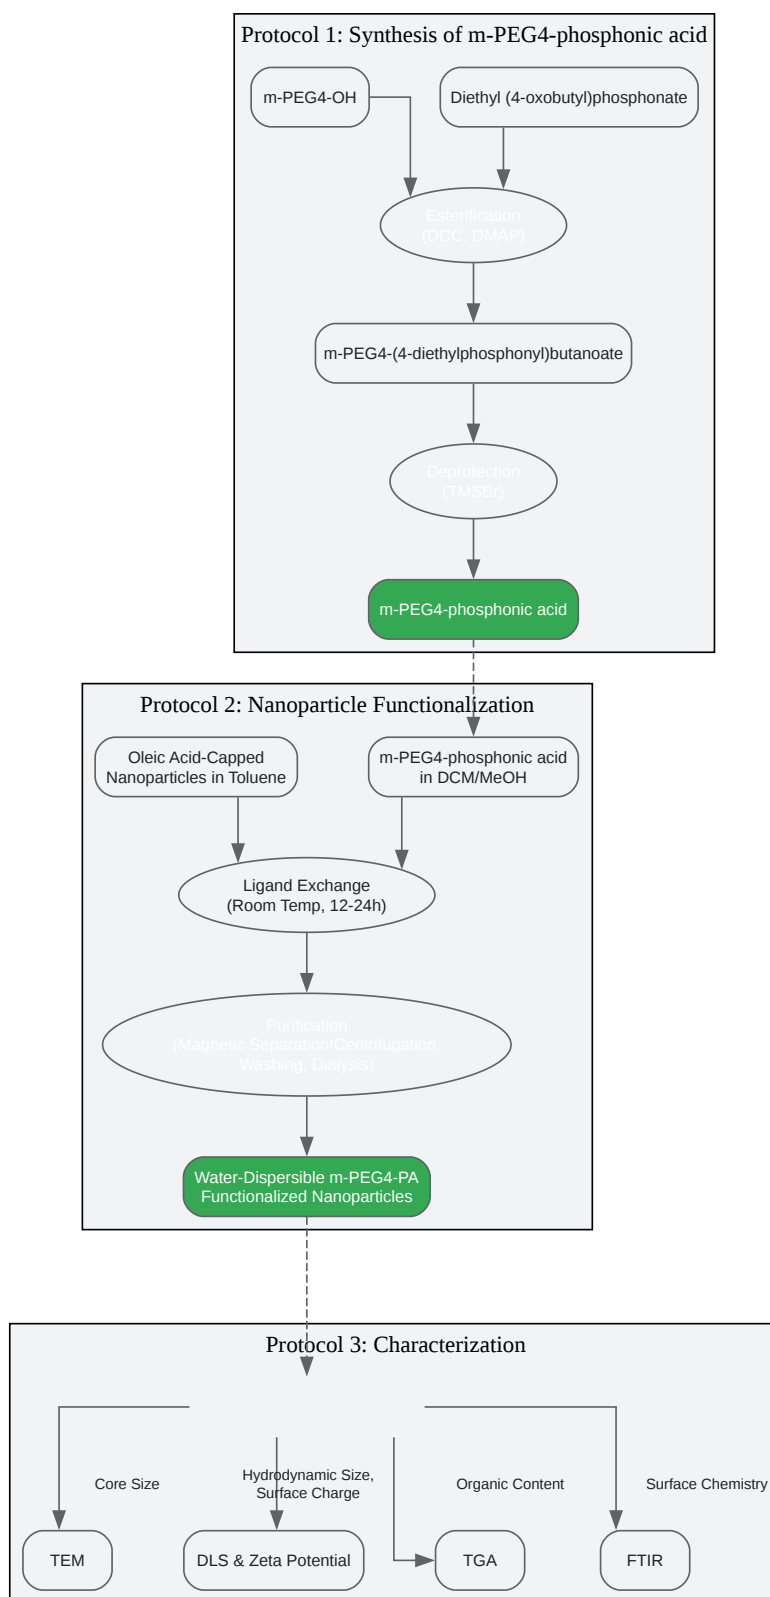 Protocol 1: Synthesis of m-PEG4-phosphonic acid
m-PEG4-OH
Diethyl (4-oxobutyl)phosphonate
Esterification
(DCC, DMAP)
m-PEG4-(4-diethylphosphonyl)butanoate
Deprotection
(TMSBr)
m-PEG4-phosphonic acid
Protocol 2: Nanoparticle Functionalization
Oleic Acid-Capped
Nanoparticles in Toluene
m-PEG4-phosphonic acid
in DCM/MeOH
Ligand Exchange
(Room Temp, 12-24h)
Purification
(Magnetic Separation/Centrifugation,
Washing, Dialysis)
Water-Dispersible m-PEG4-PA
Functionalized Nanoparticles
Protocol 3: Characterization
Core Size
Hydrodynamic Size,
Surface Charge
Organic Content
Surface Chemistry
TEM
DLS & Zeta Potential
TGA
FTIR